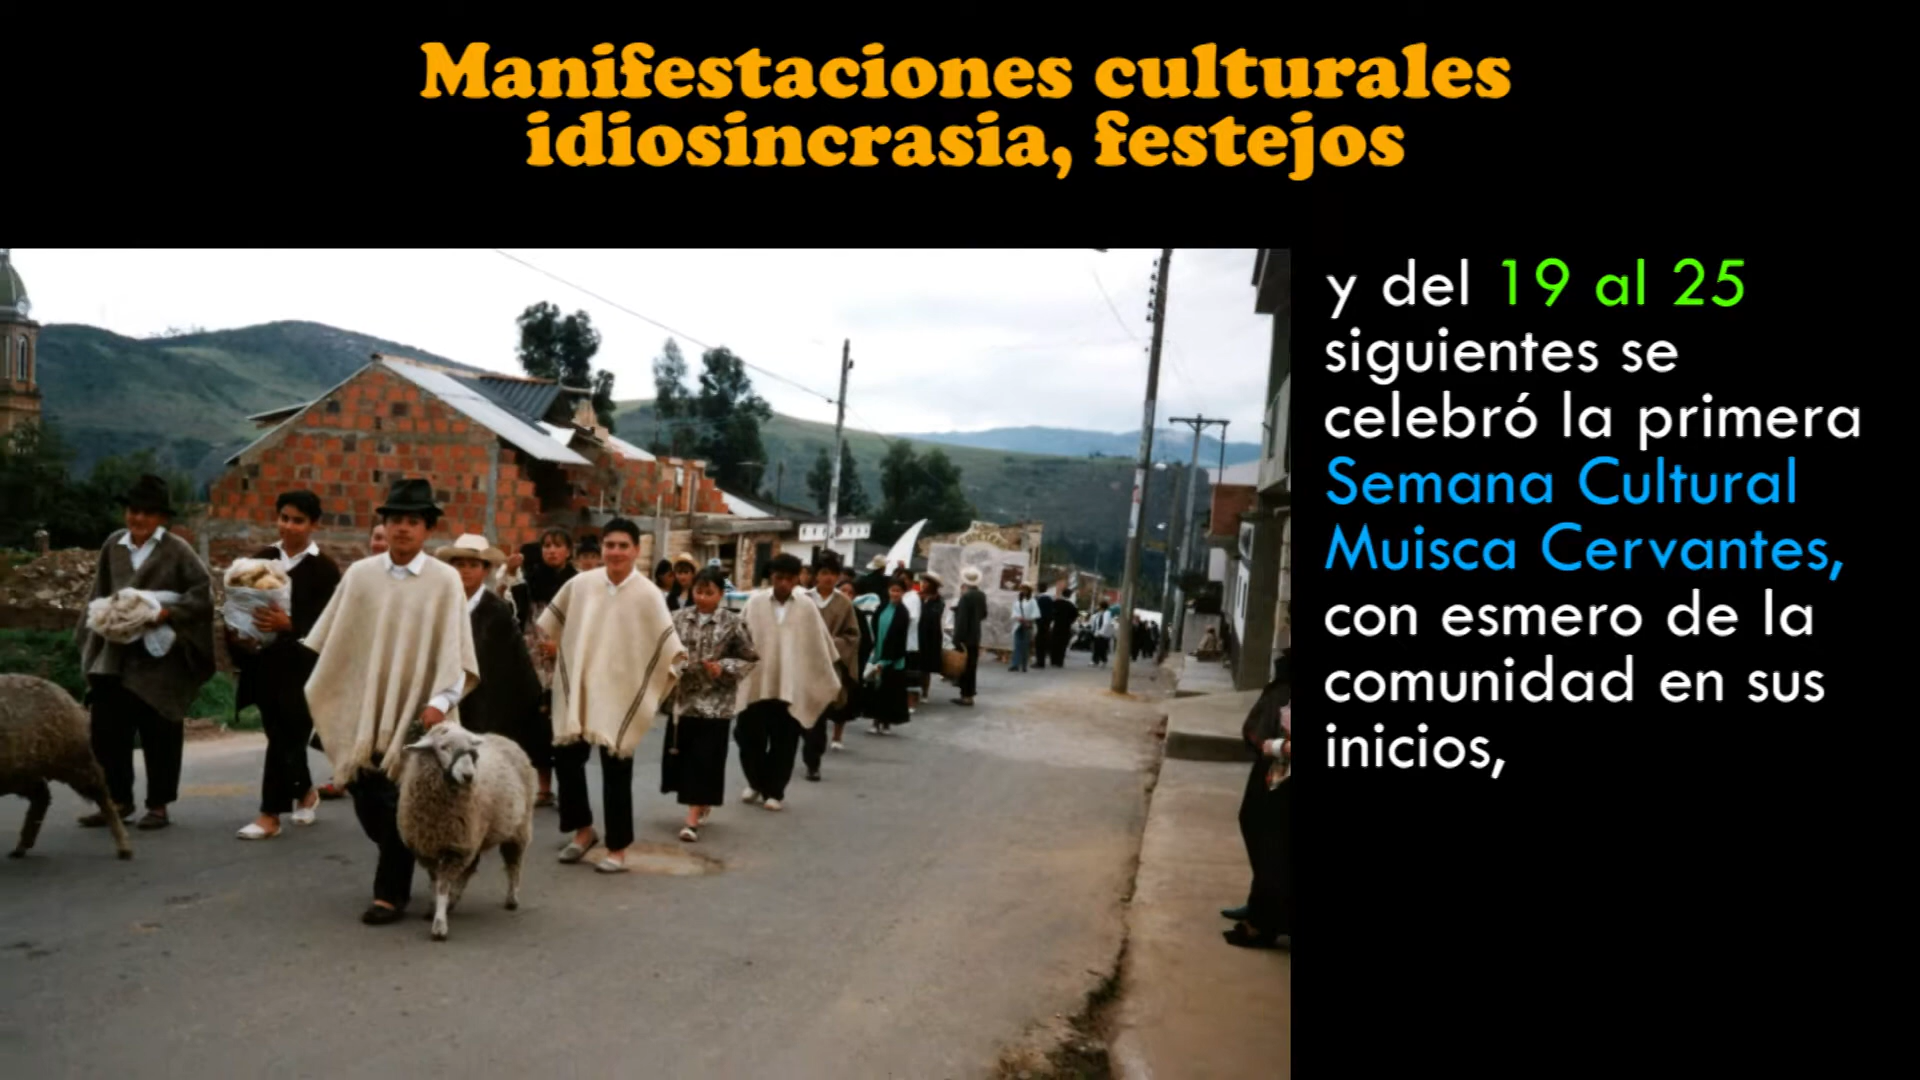 Manifestaciones culturales
idiosincrasia, festejos
y del 19 al 25
siguientes se
celebró la primera
Semana Cultural
Muisca Cervantes,
con esmero de la
comunidad en sus
inicios,